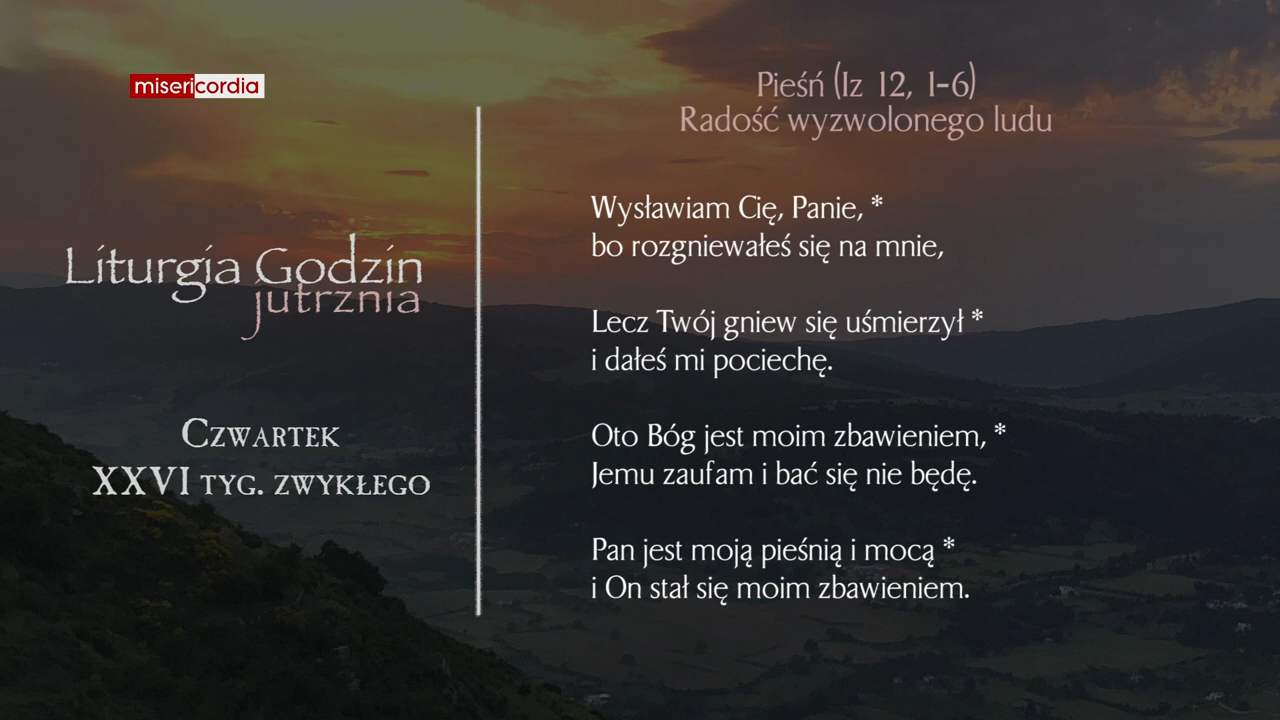 misericordia
Liturgia Godzin
jutrznia
Czwartek
XXVI tyg. zwykłego
Pieśń (Iz 12, 1-6)
Radość wyzwolonego ludu
Wysławiam Cię, Panie, *
bo rozgniewałeś się na mnie,
Lecz Twój gniew się uśmierzył *
i dałeś mi pociechę.
Oto Bóg jest moim zbawieniem, *
Jemu zaufam i bać się nie będę.
Pan jest moją pieśnią i mocą *
i On stał się moim zbawieniem.